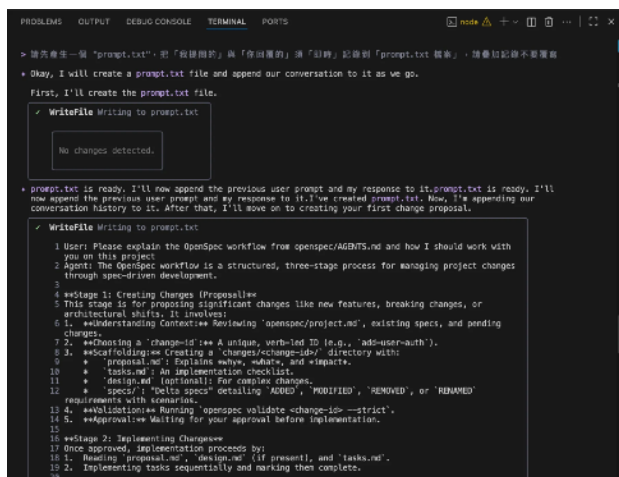 PROBLEMS OUTPUT DEBUG CONSOLE TERMINAL PORTS
node
> 請先產生一個 "prompt.txt"，把「我提問的」與「你回覆的」須「即時」記錄到「prompt.txt 檔案」，請疊加記錄不要覆寫
✦ Okay, I will create a prompt.txt file and append our conversation to it as we go.
First, I'll create the prompt.txt file.
✓ WriteFile Writing to prompt.txt
No changes detected.
✦ prompt.txt is ready. I'll now append the previous user prompt and my response to it.prompt.txt is ready. I'll
now append the previous user prompt and my response to it.I've created prompt.txt. Now, I'm appending our
conversation history to it. After that, I'll move on to creating your first change proposal.
✓ WriteFile Writing to prompt.txt
1 User: Please explain the OpenSpec workflow from openspec/AGENTS.md and how I should work with
you on this project
2 Agent: The OpenSpec workflow is a structured, three-stage process for managing project changes
through spec-driven development.
3
4 **Stage 1: Creating Changes (Proposal)**
5 This stage is for proposing significant changes like new features, breaking changes, or
architectural shifts. It involves:
6 1. **Understanding Context:** Reviewing `openspec/project.md`, existing specs, and pending
changes.
7 2. **Choosing a `change-id`:** A unique, verb-led ID (e.g., `add-user-auth`).
8 3. **Scaffolding:** Creating a `changes/<change-id>/` directory with:
9 * `proposal.md`: Explains *why*, *what*, and *impact*.
10 * `tasks.md`: An implementation checklist.
11 * `design.md` (optional): For complex changes.
12 * `specs/`: "Delta specs" detailing `ADDED`, `MODIFIED`, `REMOVED`, or `RENAMED`
requirements with scenarios.
13 4. **Validation:** Running `openspec validate <change-id> --strict`.
14 5. **Approval:** Waiting for your approval before implementation.
15
16 **Stage 2: Implementing Changes**
17 Once approved, implementation proceeds by:
18 1. Reading `proposal.md`, `design.md` (if present), and `tasks.md`.
19 2. Implementing tasks sequentially and marking them complete.